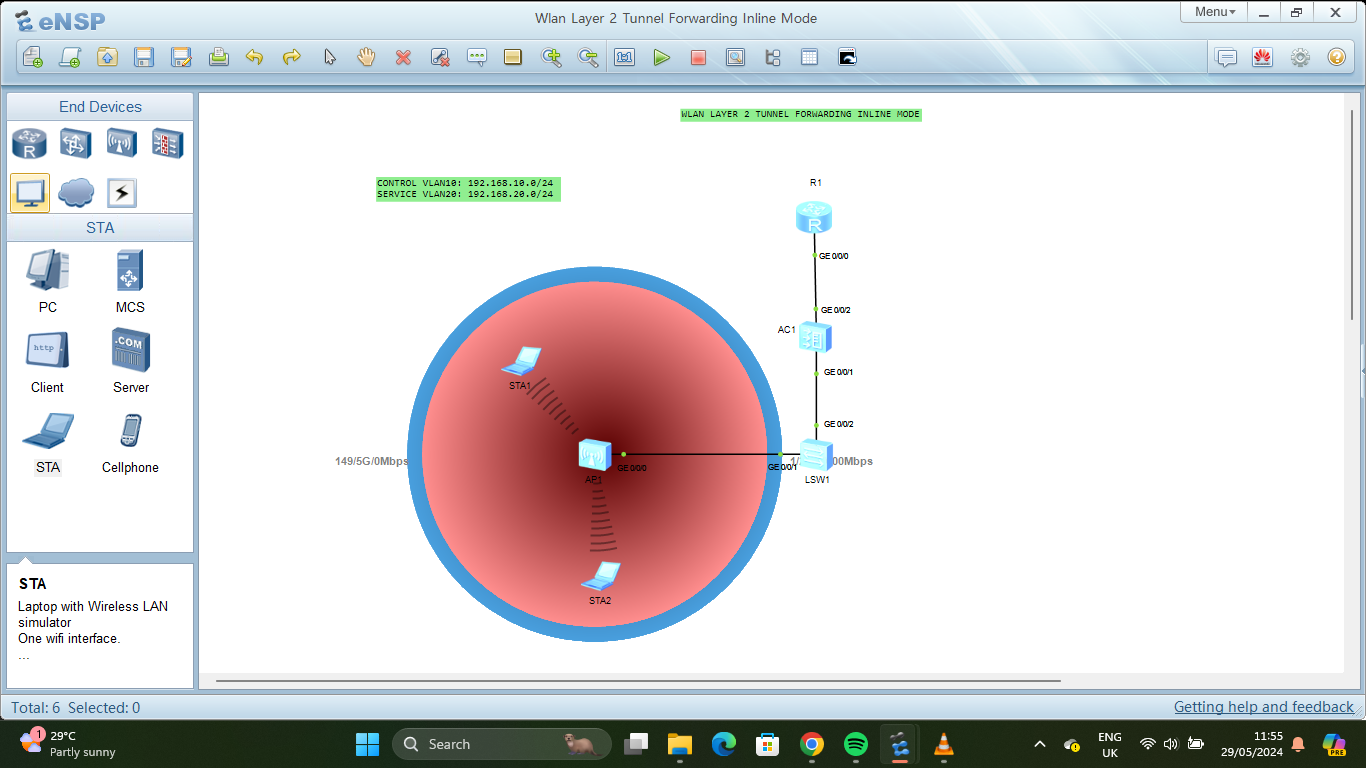 eNSP
Wlan Layer 2 Tunnel Forwarding Inline Mode
Menu
1:1
End Devices
R
STA
PC
MCS
http
.COM
Client
Server
STA
Cellphone
STA
Laptop with Wireless LAN
simulator
One wifi interface.
...
WLAN LAYER 2 TUNNEL FORWARDING INLINE MODE
CONTROL VLAN10: 192.168.10.0/24
SERVICE VLAN20: 192.168.20.0/24
R1
R
GE 0/0/0
GE 0/0/2
AC1
GE 0/0/1
GE 0/0/2
STA1
149/5G/0Mbps
AP1
GE 0/0/0
GE 0/0/1
00Mbps
LSW1
STA2
Total: 6 Selected: 0
Getting help and feedback
1
29°C
Partly sunny
Search
ENG
UK
11:55
29/05/2024
PRE